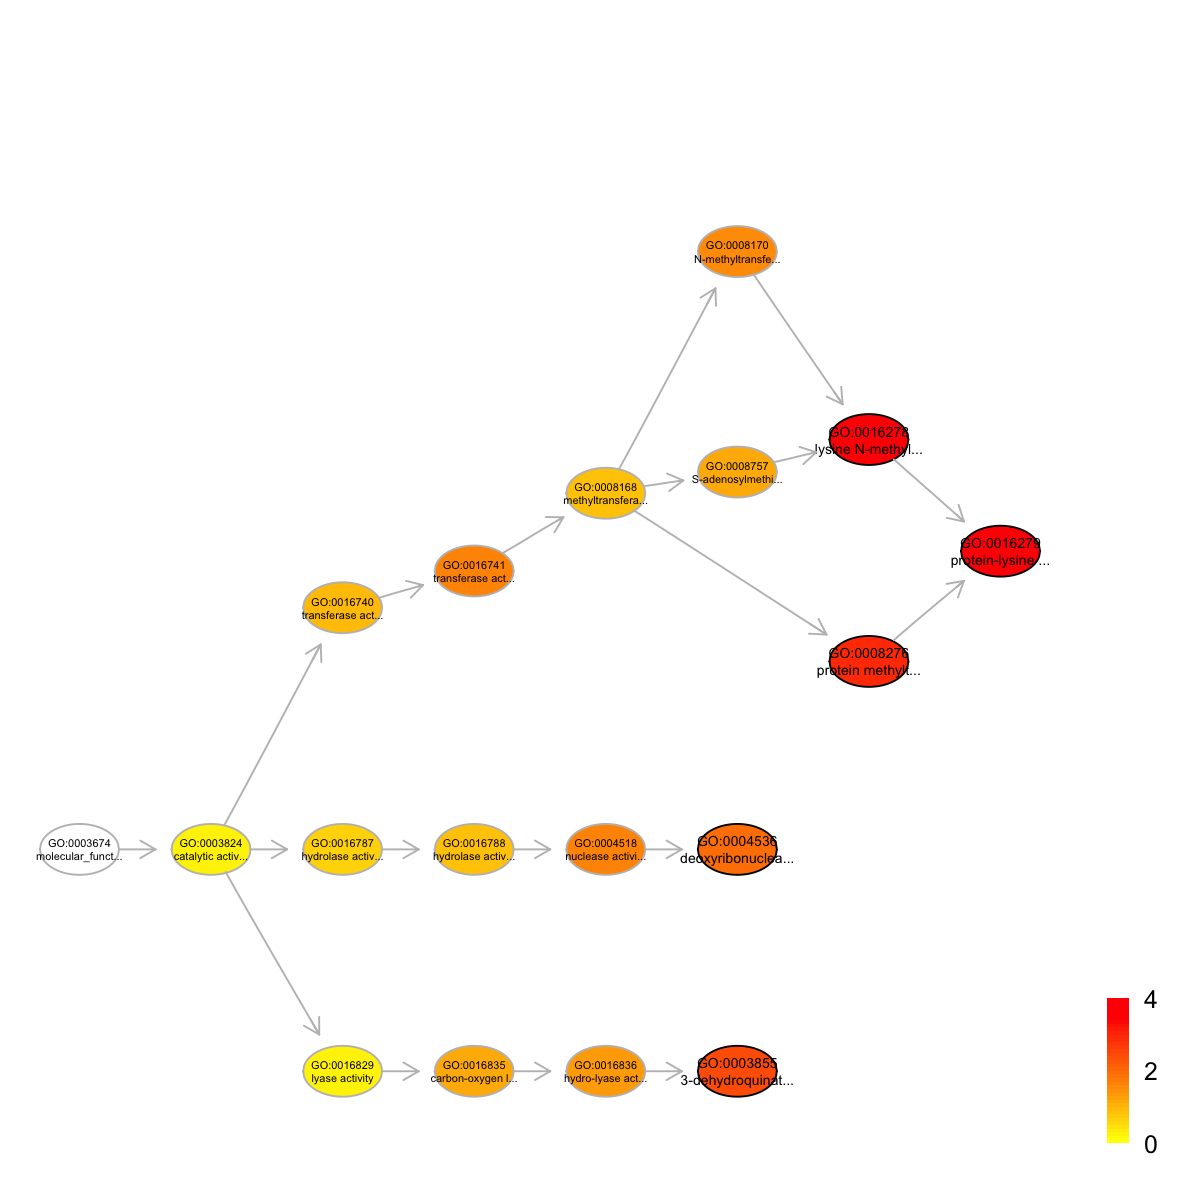 GO:0008170
N-methyltransfe...
GO:0016278
lysine N-methyl...
GO:0008757
S-adenosylmethi...
GO:0008168
methyltransfera...
GO:0016279
protein-lysine ...
GO:0016741
transferase act...
GO:0016740
transferase act...
GO:0008276
protein methylt...
GO:0003674
molecular_funct...
GO:0003824
catalytic activ...
GO:0016787
hydrolase activ...
GO:0016788
hydrolase activ...
GO:0004518
nuclease activi...
GO:0004536
deoxyribonuclea...
GO:0016829
lyase activity
GO:0016835
carbon-oxygen l...
GO:0016836
hydro-lyase act...
GO:0003855
3-dehydroquinat...
4
2
0